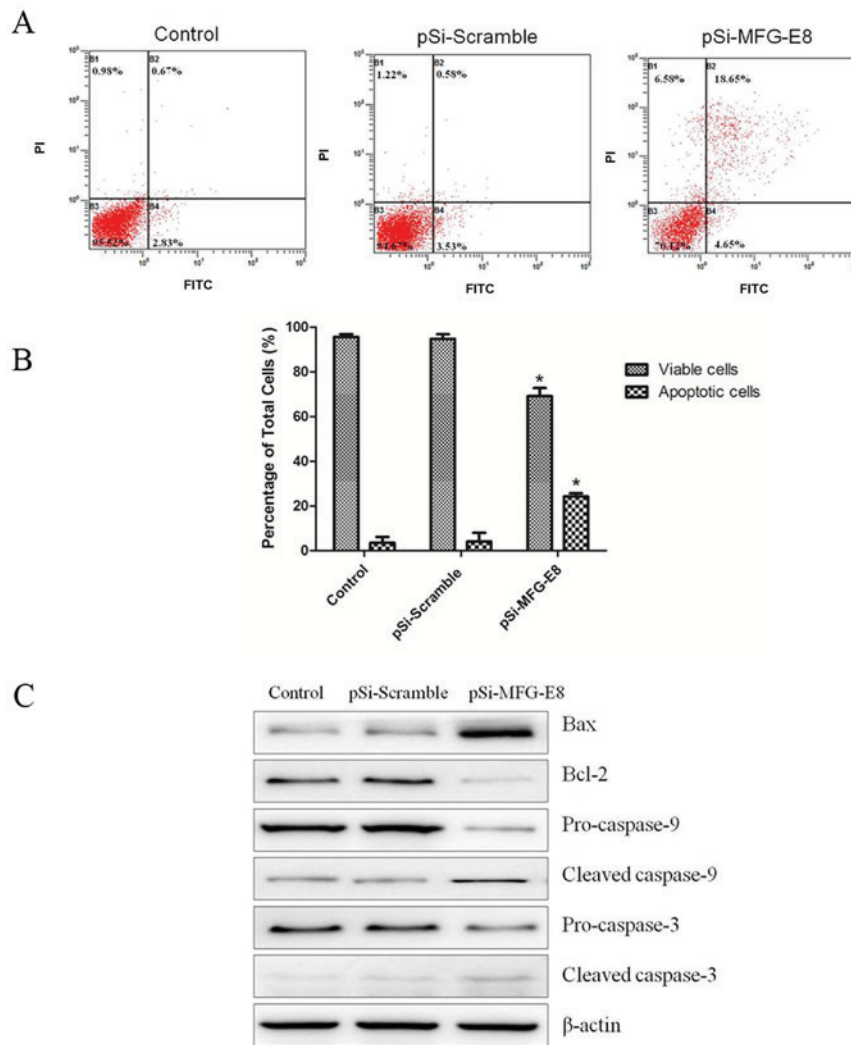 A
Control
pSi-Scramble
pSi-MFG-E8
B1
0.98%
B2
0.67%
B3
B4
2.83%
PI
FITC
B1
1.22%
B2
0.58%
B3
B4
3.53%
PI
FITC
B1
6.58%
B2
18.65%
B3
B4
4.65%
PI
FITC
B
Percentage of Total Cells (%)
100
80
60
40
20
0
Control
pSi-Scramble
pSi-MFG-E8
*
*
Viable cells
Apoptotic cells
C
Control pSi-Scramble pSi-MFG-E8
Bax
Bcl-2
Pro-caspase-9
Cleaved caspase-9
Pro-caspase-3
Cleaved caspase-3
β-actin